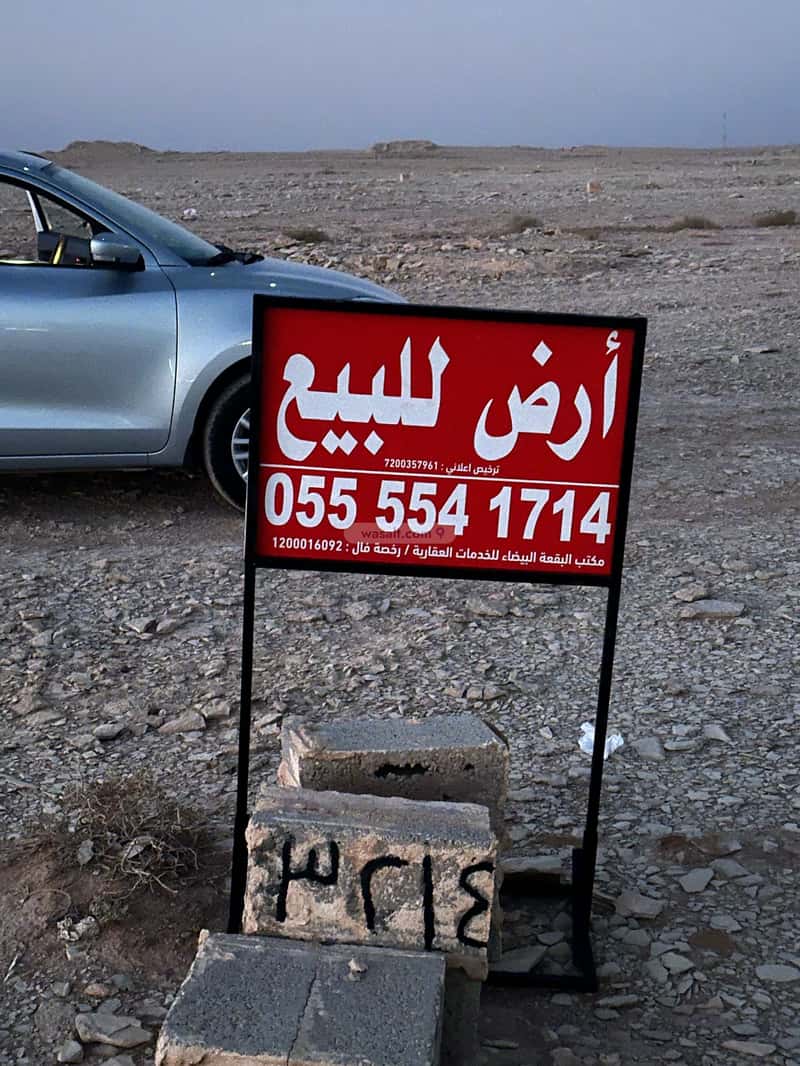 أرض للبيع
ترخيص اعلاني : 7200357961
055 554 1714
wasalt.com
مكتب البقعة البيضاء للخدمات العقارية / رخصة فال : 1200016092
٣٢١٤